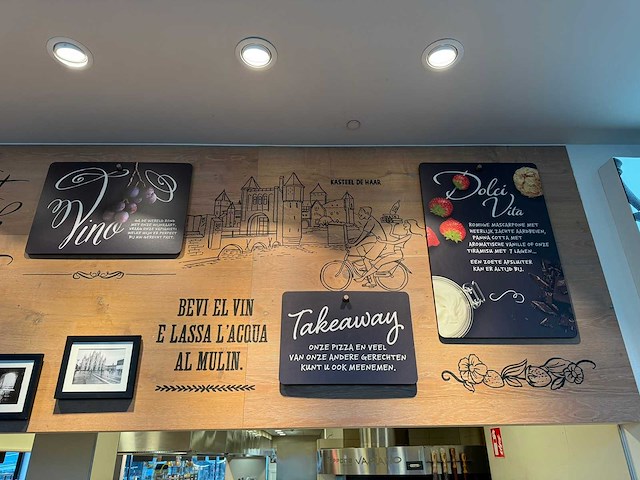 Vino
KASTEEL DE HAAR
Dolci
Vita
ROMIGE MASCARPONE MET
HEERLIJK ZACHTE AARDBEIEN,
PANNA COTTA MET
AROMATISCHE VANILLE OF ONZE
TIRAMISU MET 7 LAGEN...
EEN ZOETE AFSLUITER
KAN ER ALTIJD BIJ.
BEVI EL VIN
E LASSA L'ACQUA
AL MULIN.
Takeaway
ONZE PIZZA EN VEEL
VAN ONZE ANDERE GERECHTEN
KUNT U OOK MEENEMEN.